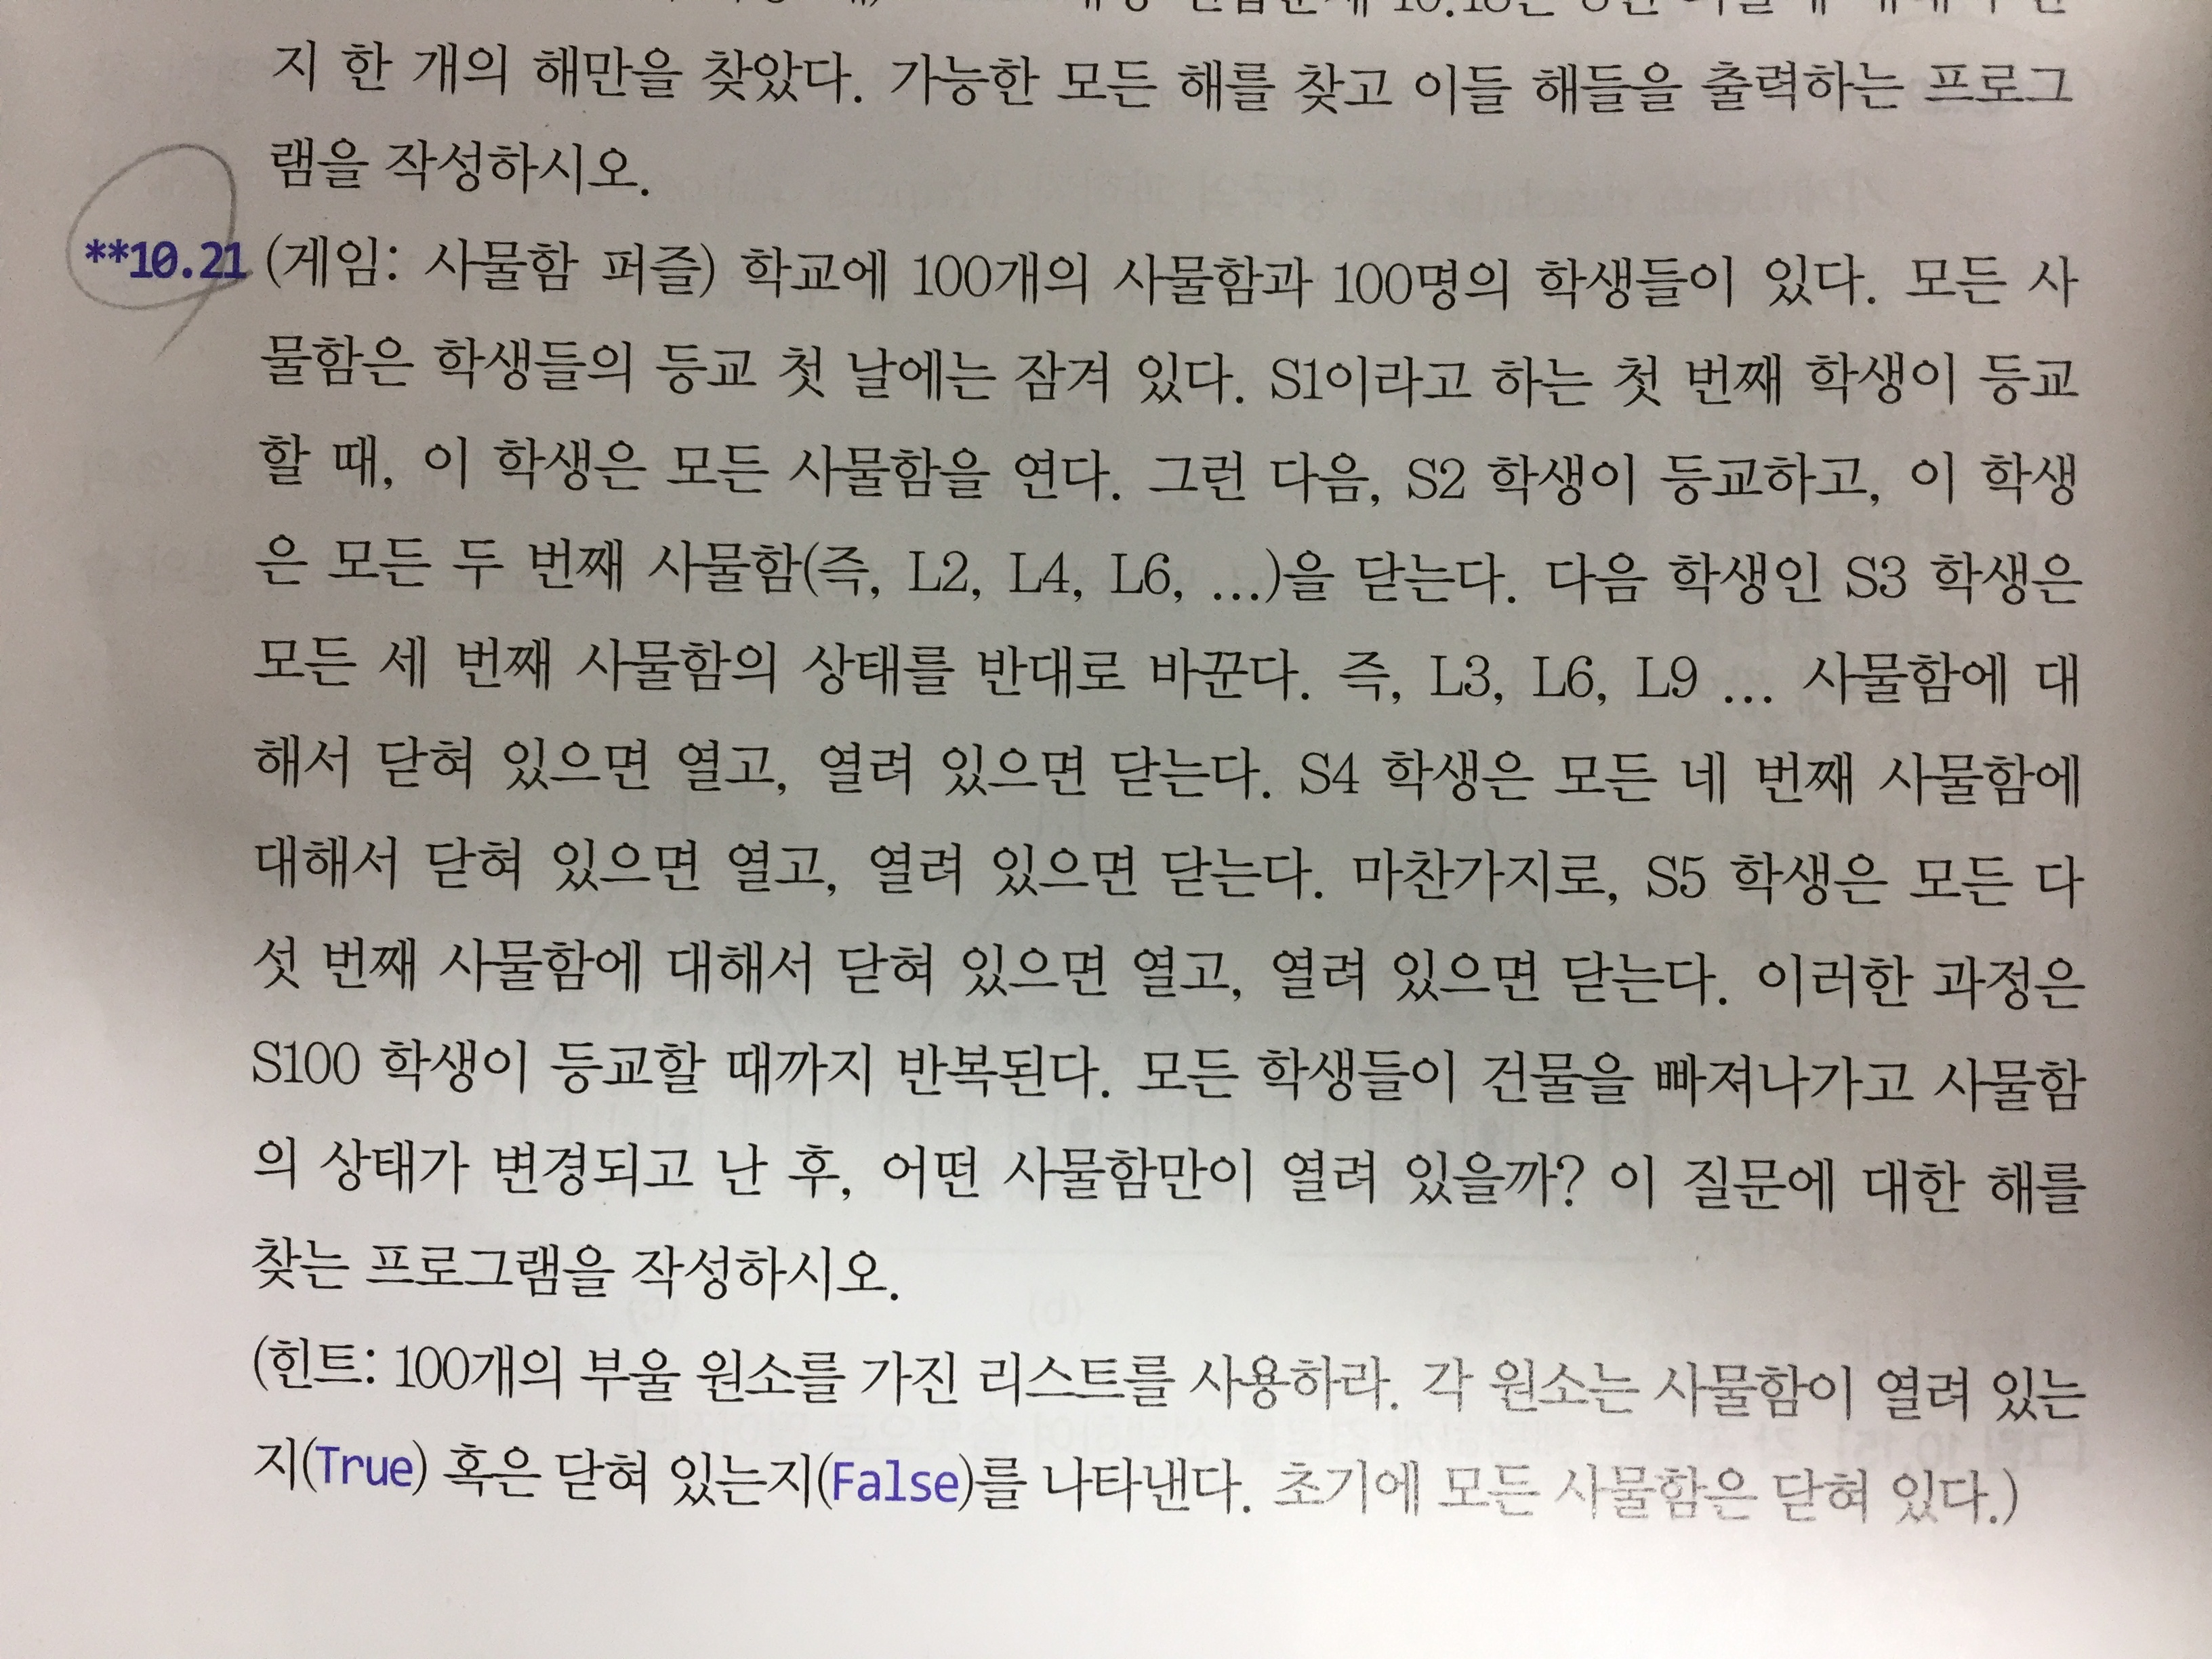 지 한 개의 해만을 찾았다. 가능한 모든 해를 찾고 이들 해들을 출력하는 프로그
램을 작성하시오.
**10.21 (게임: 사물함 퍼즐) 학교에 100개의 사물함과 100명의 학생들이 있다. 모든 사
물함은 학생들의 등교 첫 날에는 잠겨 있다. S1이라고 하는 첫 번째 학생이 등교
할 때, 이 학생은 모든 사물함을 연다. 그런 다음, S2 학생이 등교하고, 이 학생
은 모든 두 번째 사물함(즉, L2, L4, L6, ...)을 닫는다. 다음 학생인 S3 학생은
모든 세 번째 사물함의 상태를 반대로 바꾼다. 즉, L3, L6, L9 ... 사물함에 대
해서 닫혀 있으면 열고, 열려 있으면 닫는다. S4 학생은 모든 네 번째 사물함에
대해서 닫혀 있으면 열고, 열려 있으면 닫는다. 마찬가지로, S5 학생은 모든 다
섯 번째 사물함에 대해서 닫혀 있으면 열고, 열려 있으면 닫는다. 이러한 과정은
S100 학생이 등교할 때까지 반복된다. 모든 학생들이 건물을 빠져나가고 사물함
의 상태가 변경되고 난 후, 어떤 사물함만이 열려 있을까? 이 질문에 대한 해를
찾는 프로그램을 작성하시오.
(힌트: 100개의 부울 원소를 가진 리스트를 사용하라. 각 원소는 사물함이 열려 있는
지(True) 혹은 닫혀 있는지(False)를 나타낸다. 초기에 모든 사물함은 닫혀 있다.)